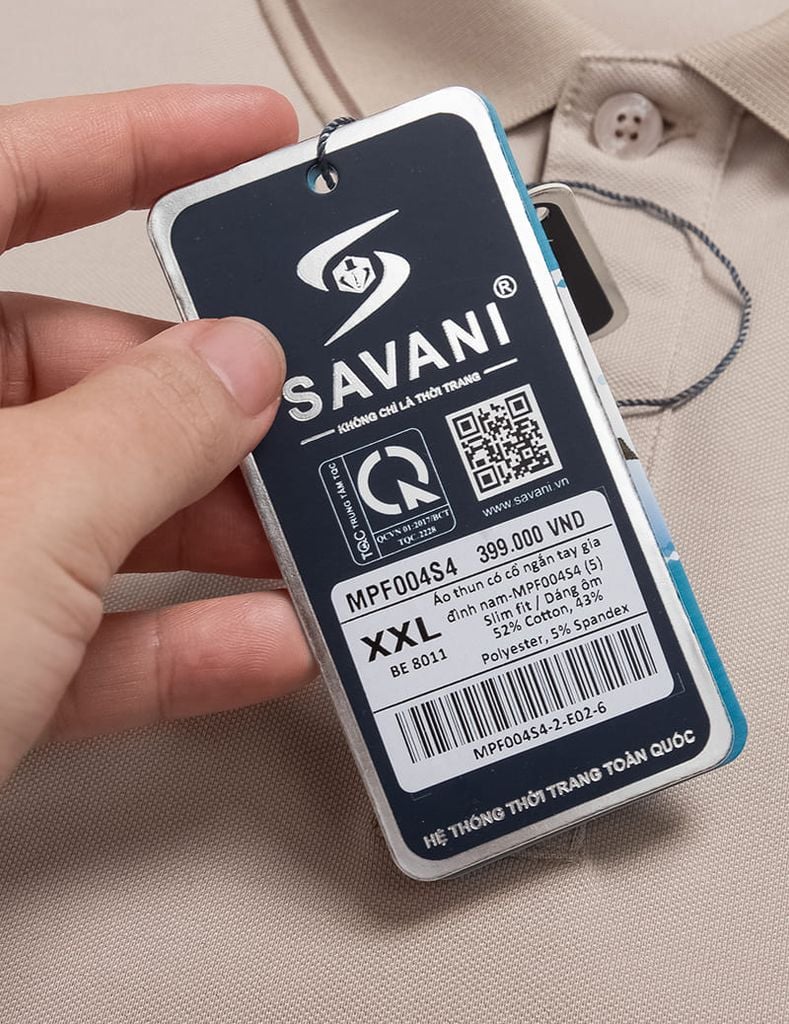 SAVANI®
KHÔNG CHỈ LÀ THỜI TRANG
TQC TRUNG TÂM TQC
QCVN 01:2017/BCT
TQC.2228
www.savani.vn
MPF004S4 399.000 VND
XXL
BE 8011
Áo thun có cổ ngắn tay gia
đình nam-MPF004S4 (5)
Slim fit / Dáng ôm
52% Cotton, 43%
Polyester, 5% Spandex
MPF004S4-2-E02-6
HỆ THỐNG THỜI TRANG TOÀN QUỐC